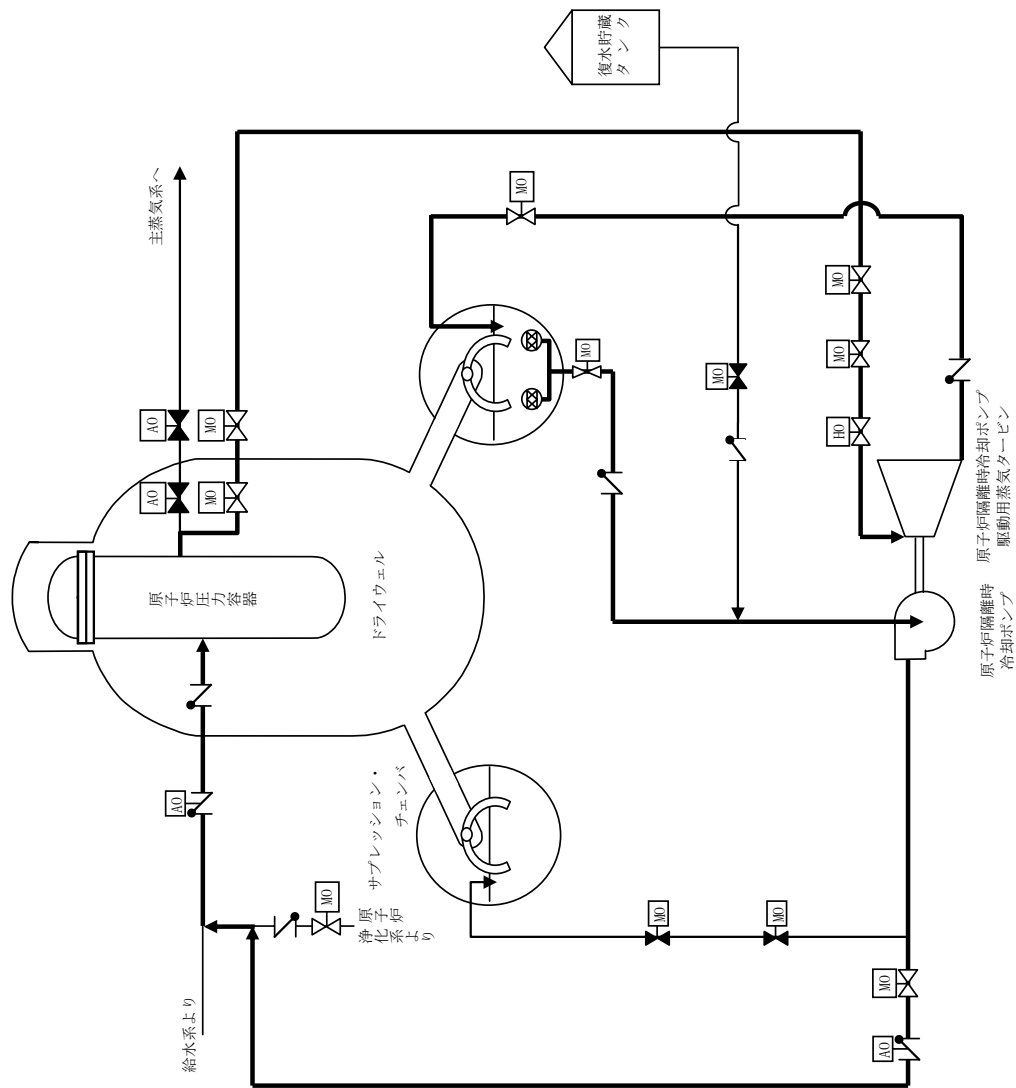 主蒸気系へ
AO
AO
原子炉圧力容器
AO
給水系より
MO
MO
MO
原子炉
浄化系より
サプレッション・
チェンバ
ドライウェル
MO
MO
復水貯蔵
タンク
MO
MO
MO
HO
MO
MO
AO
MO
原子炉隔離時
冷却ポンプ
原子炉隔離時冷却ポンプ
駆動用蒸気タービン